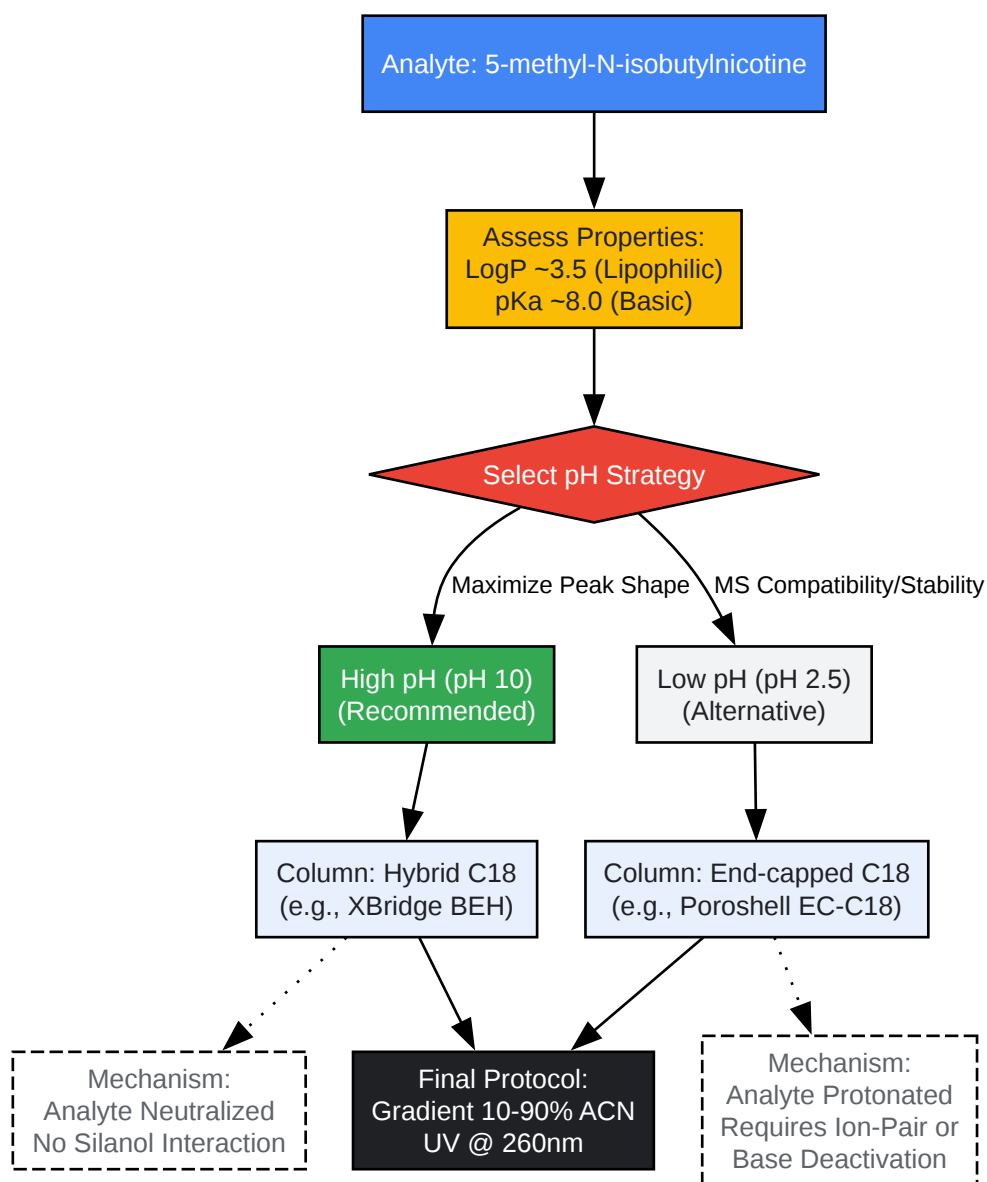 Analyte: 5-methyl-N-isobutylnicotine
Assess Properties:
LogP ~3.5 (Lipophilic)
pKa ~8.0 (Basic)
Select pH Strategy
Maximize Peak Shape
MS Compatibility/Stability
High pH (pH 10)
(Recommended)
Low pH (pH 2.5)
(Alternative)
Column: Hybrid C18
(e.g., XBridge BEH)
Column: End-capped C18
(e.g., Poroshell EC-C18)
Mechanism:
Analyte Neutralized
No Silanol Interaction
Final Protocol:
Gradient 10-90% ACN
UV @ 260nm
Mechanism:
Analyte Protonated
Requires Ion-Pair or
Base Deactivation